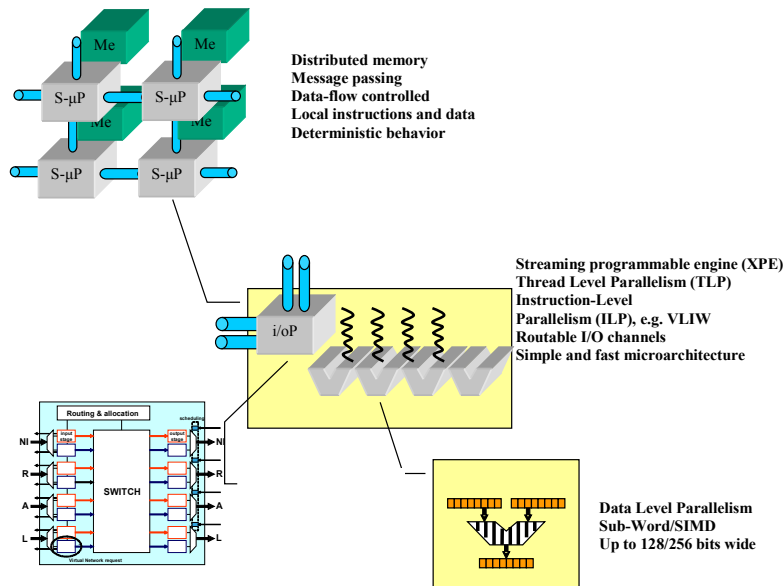 Me
Me
S-μP
S-μP
Me
Me
S-μP
S-μP
Distributed memory
Message passing
Data-flow controlled
Local instructions and data
Deterministic behavior
i/oP
Streaming programmable engine (XPE)
Thread Level Parallelism (TLP)
Instruction-Level
Parallelism (ILP), e.g. VLIW
Routable I/O channels
Simple and fast microarchitecture
Routing & allocation
scheduling
input
stage
output
stage
NI
NI
R
R
SWITCH
A
A
L
L
Virtual Network request
Data Level Parallelism
Sub-Word/SIMD
Up to 128/256 bits wide